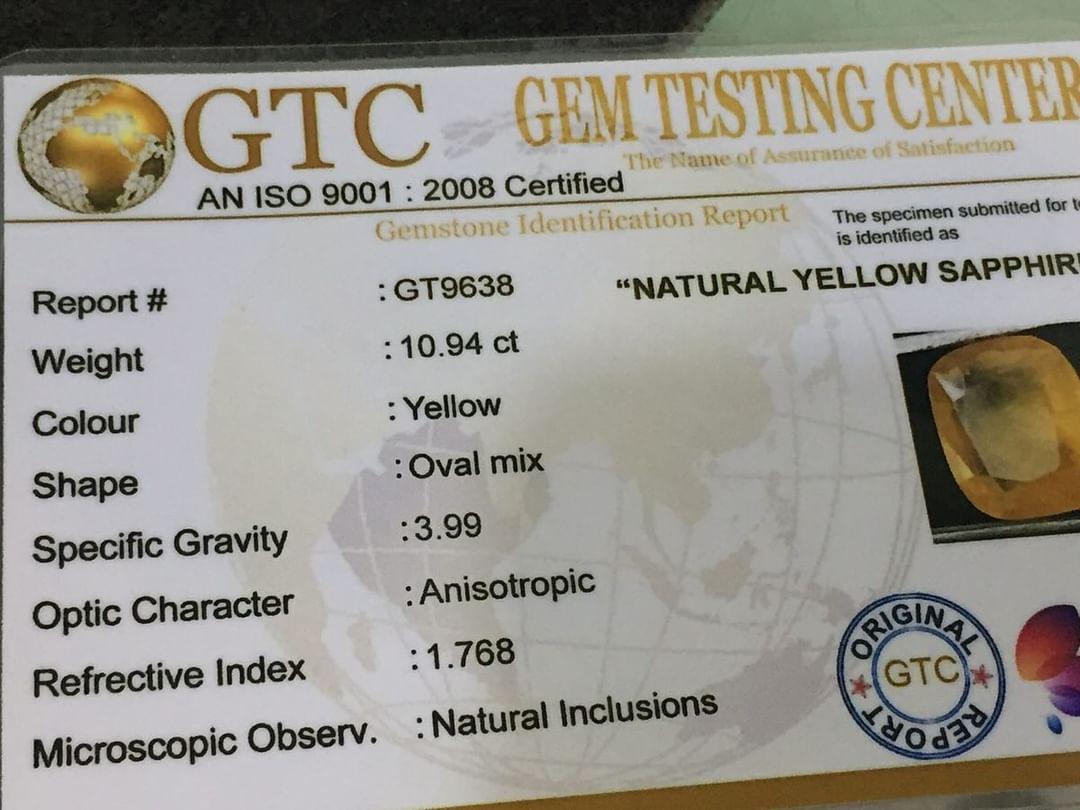 GTC
GEM TESTING CENTER
The Name of Assurance of Satisfaction
AN ISO 9001 : 2008 Certified
Gemstone Identification Report
The specimen submitted for
is identified as
"NATURAL YELLOW SAPPHIR
Report # : GT9638
Weight : 10.94 ct
Colour : Yellow
Shape : Oval mix
Specific Gravity : 3.99
Optic Character : Anisotropic
Refractive Index : 1.768
Microscopic Observ. : Natural Inclusions
ORIGINAL
GTC
REPORT